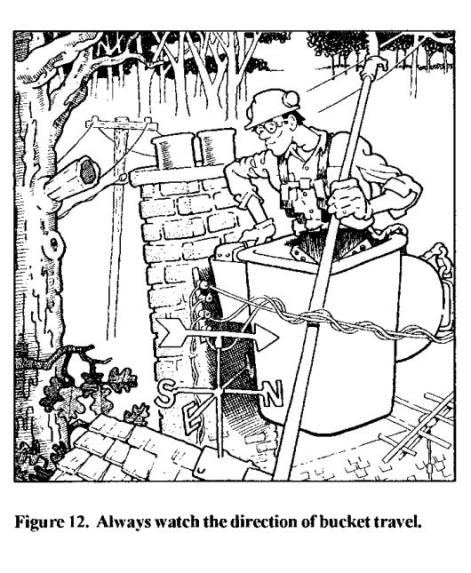 S
N
E
Figure 12. Always watch the direction of bucket travel.